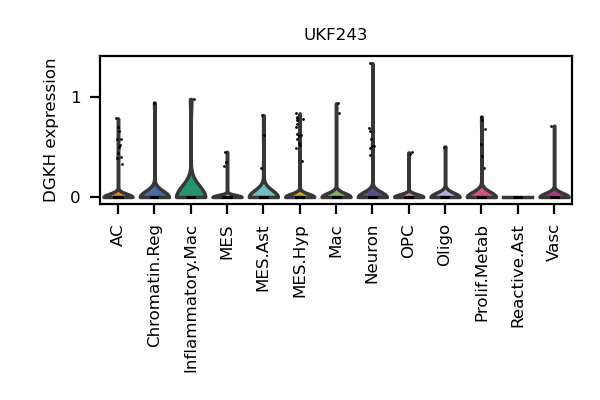 UKF243
DGKH expression
1
0
AC
Chromatin.Reg
Inflammatory.Mac
MES
MES.Ast
MES.Hyp
Mac
Neuron
OPC
Oligo
Prolif.Metab
Reactive.Ast
Vasc